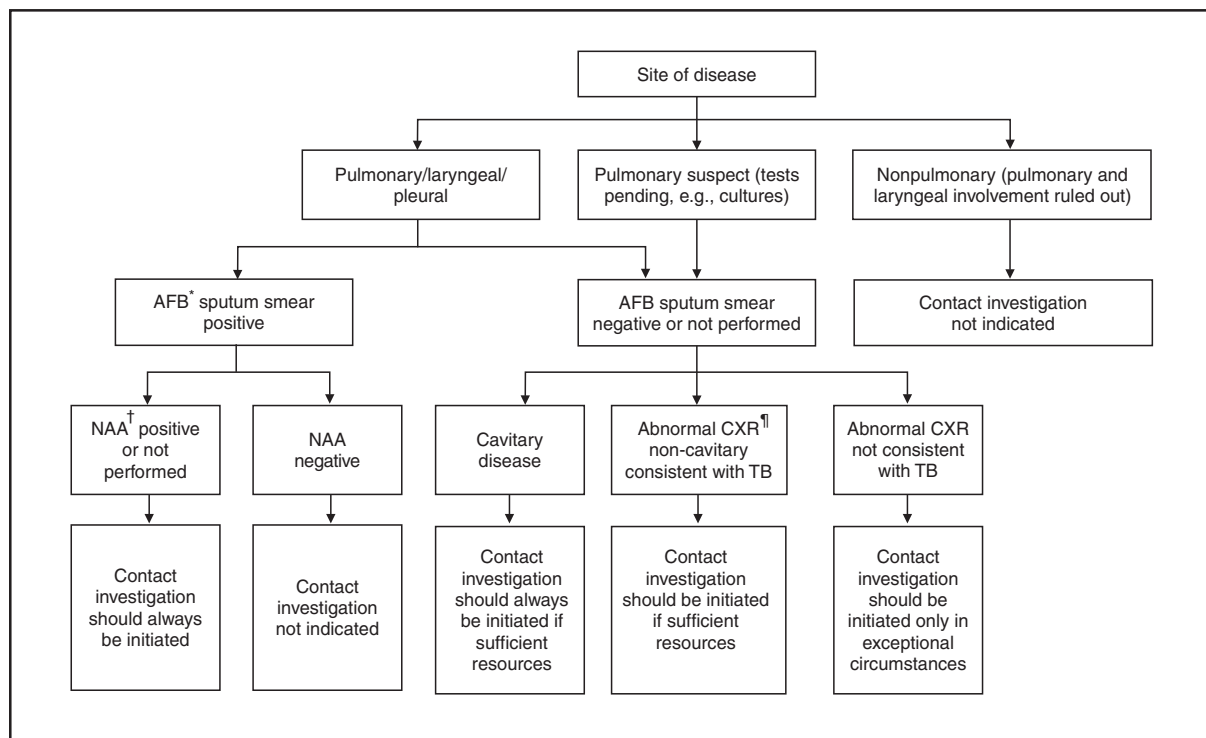 Site of disease
Pulmonary/laryngeal/
pleural
Pulmonary suspect (tests
pending, e.g., cultures)
Nonpulmonary (pulmonary and
laryngeal involvement ruled out)
AFB* sputum smear
positive
AFB sputum smear
negative or not performed
Contact investigation
not indicated
NAA† positive
or not
performed
NAA
negative
Cavitary
disease
Abnormal CXR¶
non-cavitary
consistent with TB
Abnormal CXR
not consistent
with TB
Contact
investigation
should always
be initiated
Contact
investigation
not indicated
Contact
investigation
should always
be initiated if
sufficient
resources
Contact
investigation
should be initiated
if sufficient
resources
Contact
investigation
should be
initiated only in
exceptional
circumstances